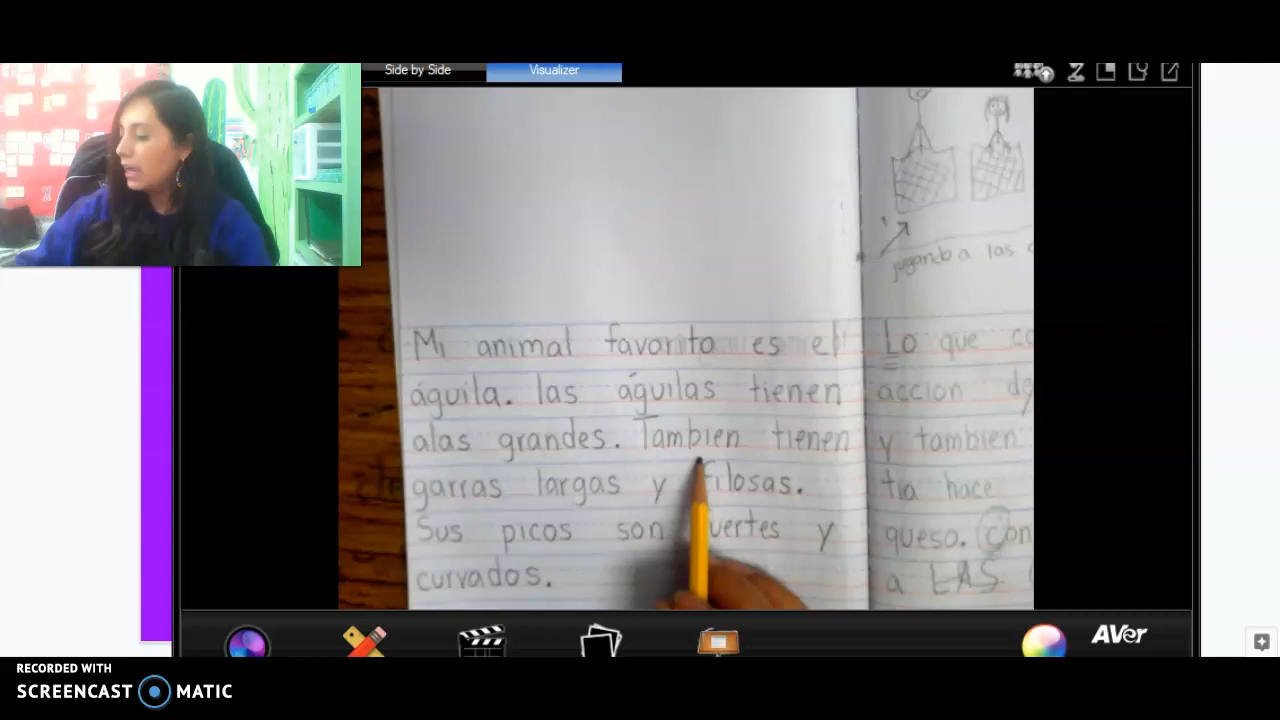 Side by Side Visualizer
jugando a las
Mi animal favorito es el
águila. las águilas tienen
alas grandes. Tambien tienen
garras largas y filosas.
Sus picos son fuertes y
curvados.
Lo que
accion
y tambien
tia hace
queso. con
a LAS
AVer
RECORDED WITH
SCREENCAST MATIC